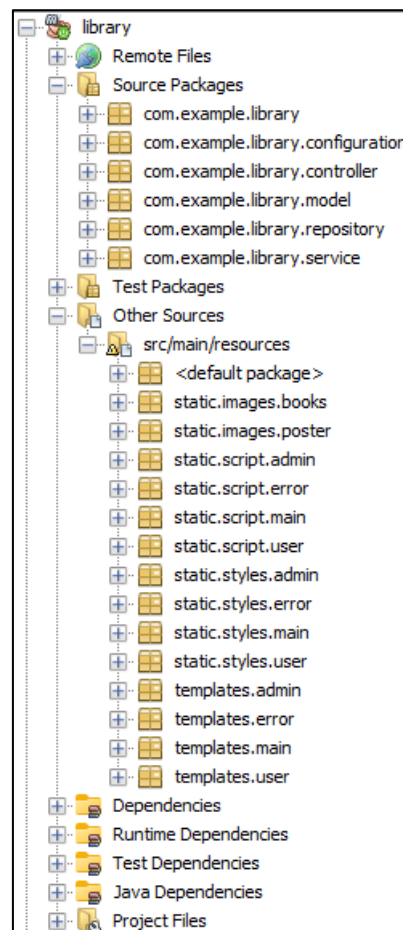 library
Remote Files
Source Packages
com.example.library
com.example.library.configuration
com.example.library.controller
com.example.library.model
com.example.library.repository
com.example.library.service
Test Packages
Other Sources
src/main/resources
<default package>
static.images.books
static.images.poster
static.script.admin
static.script.error
static.script.main
static.script.user
static.styles.admin
static.styles.error
static.styles.main
static.styles.user
templates.admin
templates.error
templates.main
templates.user
Dependencies
Runtime Dependencies
Test Dependencies
Java Dependencies
Project Files